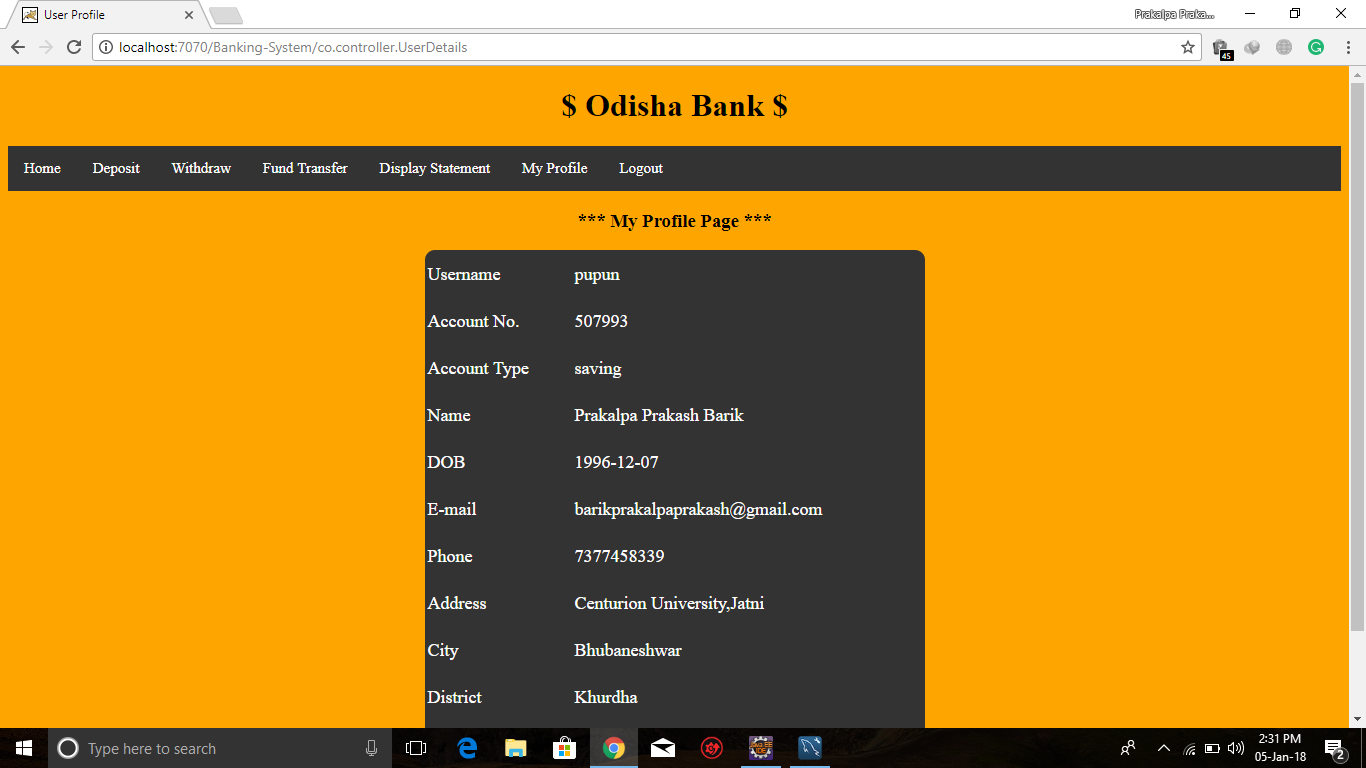 User Profile
Prakalpa Praka...
localhost:7070/Banking-System/co.controller.UserDetails
45
$ Odisha Bank $
Home Deposit Withdraw Fund Transfer Display Statement My Profile Logout
*** My Profile Page ***
Username pupun
Account No. 507993
Account Type saving
Name Prakalpa Prakash Barik
DOB 1996-12-07
E-mail barikprakalpaprakash@gmail.com
Phone 7377458339
Address Centurion University,Jatni
City Bhubaneshwar
District Khurdha
Type here to search
2:31 PM
05-Jan-18
2